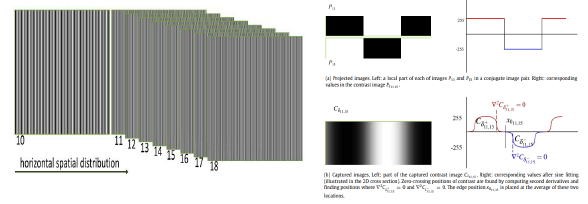 10
11
12
13
14
15
16
17
18
horizontal spatial distribution
P₁₁
P₁₅
255
-255
(a) Projected images. Left: a local part of each of images P₁₁ and P₁₅ in a conjugate image pair. Right: corresponding
values in the contrast image
255
-255
(b) Captured images. Left: part of the captured contrast image Right: corresponding values after sine fitting
(illustrated in the 2D cross section). Zero-crossing positions of contrast are found by computing second derivatives and
finding positions where = 0 and = 0. The edge position is placed at the average of these two
locations.